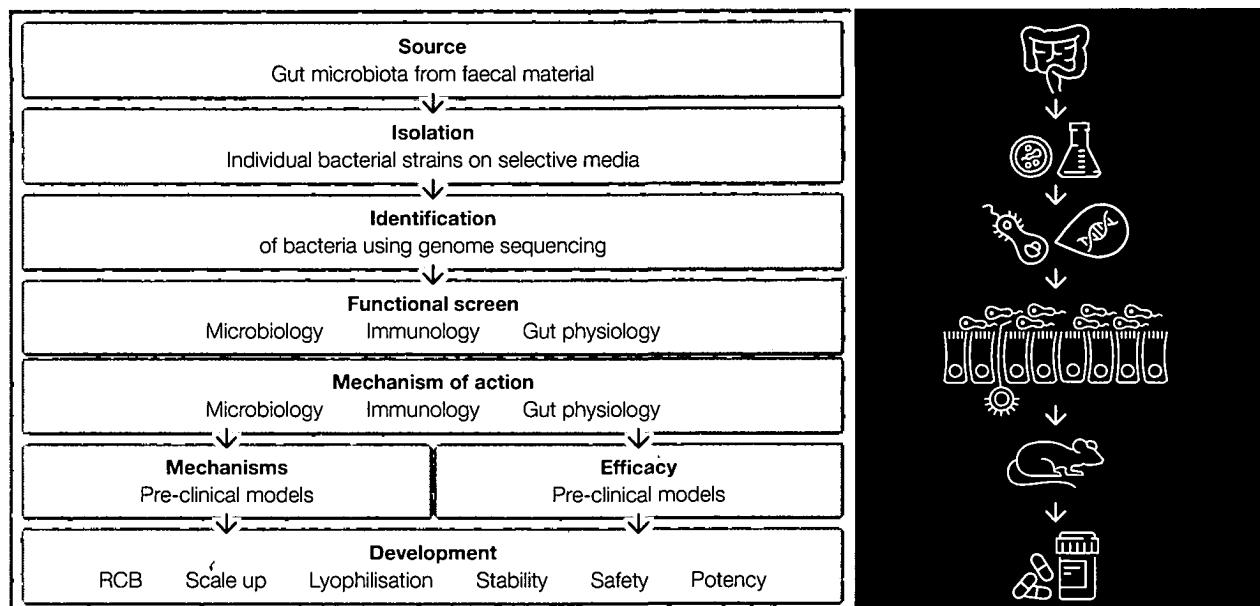 Source
Gut microbiota from faecal material
Isolation
Individual bacterial strains on selective media
Identification
of bacteria using genome sequencing
Functional screen
Microbiology Immunology Gut physiology
Mechanism of action
Microbiology Immunology Gut physiology
Mechanisms
Pre-clinical models
Efficacy
Pre-clinical models
Development
RCB Scale up Lyophilisation Stability Safety Potency